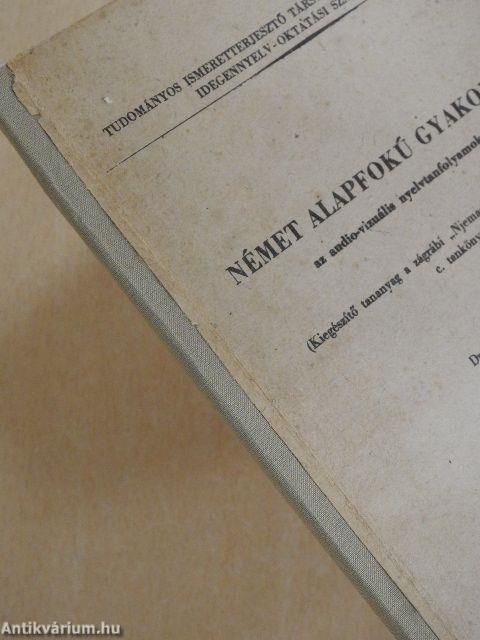 TUDOMÁNYOS ISMERETTERJESZTŐ TÁRS
IDEGENNYELV-OKTATÁSI SZ
NÉMET ALAPFOKÚ GYAKO
az audio-vizuális nyelvtanfolyamok
(Kiegészítő tananyag a zágrábi „Njema
c. tanköny
Antikvárium.hu